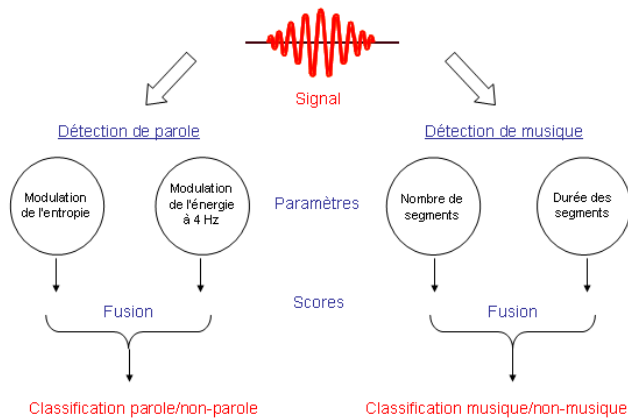 Signal
Détection de parole
Détection de musique
Modulation
de l'entropie
Modulation
de l'énergie
à 4 Hz
Paramètres
Nombre de
segments
Durée des
segments
Fusion
Scores
Fusion
Classification parole/non-parole
Classification musique/non-musique